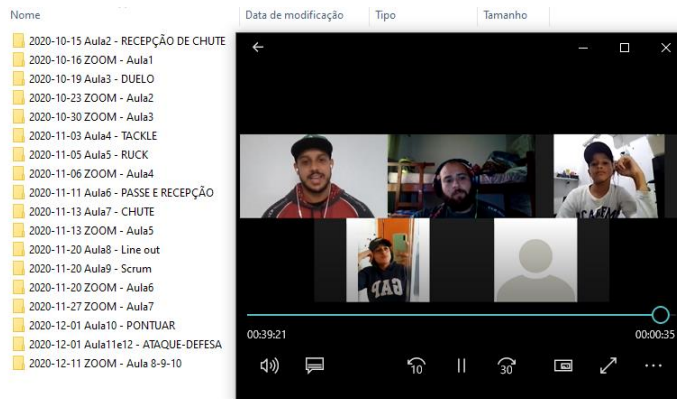 Nome Data de modificação Tipo Tamanho
2020-10-15 Aula2 - RECEPÇÃO DE CHUTE
2020-10-16 ZOOM - Aula1
2020-10-19 Aula3 - DUELO
2020-10-23 ZOOM - Aula2
2020-10-30 ZOOM - Aula3
2020-11-03 Aula4 - TACKLE
2020-11-05 Aula5 - RUCK
2020-11-06 ZOOM - Aula4
2020-11-11 Aula6 - PASSE E RECEPÇÃO
2020-11-13 Aula7 - CHUTE
2020-11-13 ZOOM - Aula5
2020-11-20 Aula8 - Line out
2020-11-20 Aula9 - Scrum
2020-11-20 ZOOM - Aula6
2020-11-27 ZOOM - Aula7
2020-12-01 Aula10 - PONTUAR
2020-12-01 Aula11e12 - ATAQUE-DEFESA
2020-12-11 ZOOM - Aula 8-9-10
GAP
00:39:21 00:00:35
10 30